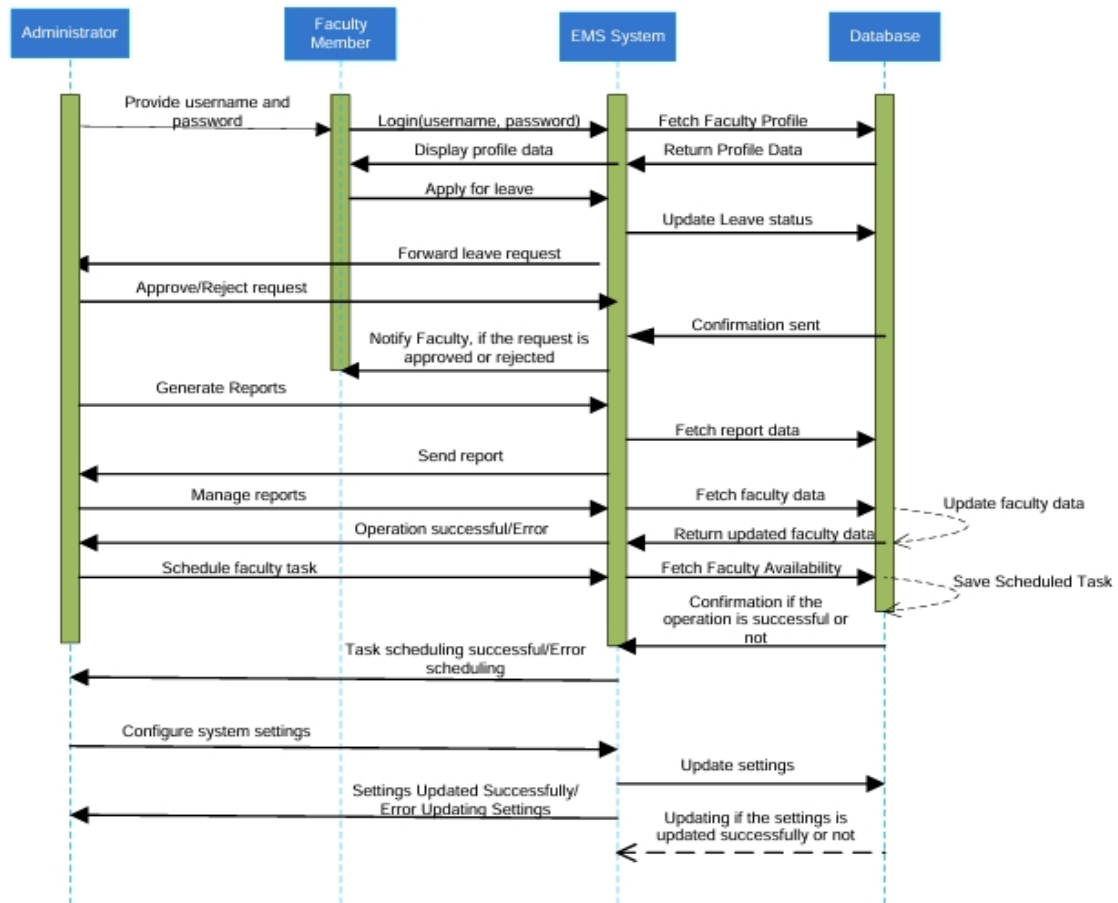 Administrator
Faculty
Member
EMS System
Database
Provide username and
password
Login(username, password)
Fetch Faculty Profile
Display profile data
Return Profile Data
Apply for leave
Update Leave status
Forward leave request
Approve/Reject request
Confirmation sent
Notify Faculty, if the request is
approved or rejected
Generate Reports
Fetch report data
Send report
Manage reports
Fetch faculty data
Update faculty data
Operation successful/Error
Return updated faculty data
Schedule faculty task
Fetch Faculty Availability
Save Scheduled Task
Confirmation if the
operation is successful or
not
Task scheduling successful/Error
scheduling
Configure system settings
Update settings
Settings Updated Successfully/
Error Updating Settings
Updating if the settings is
updated successfully or not